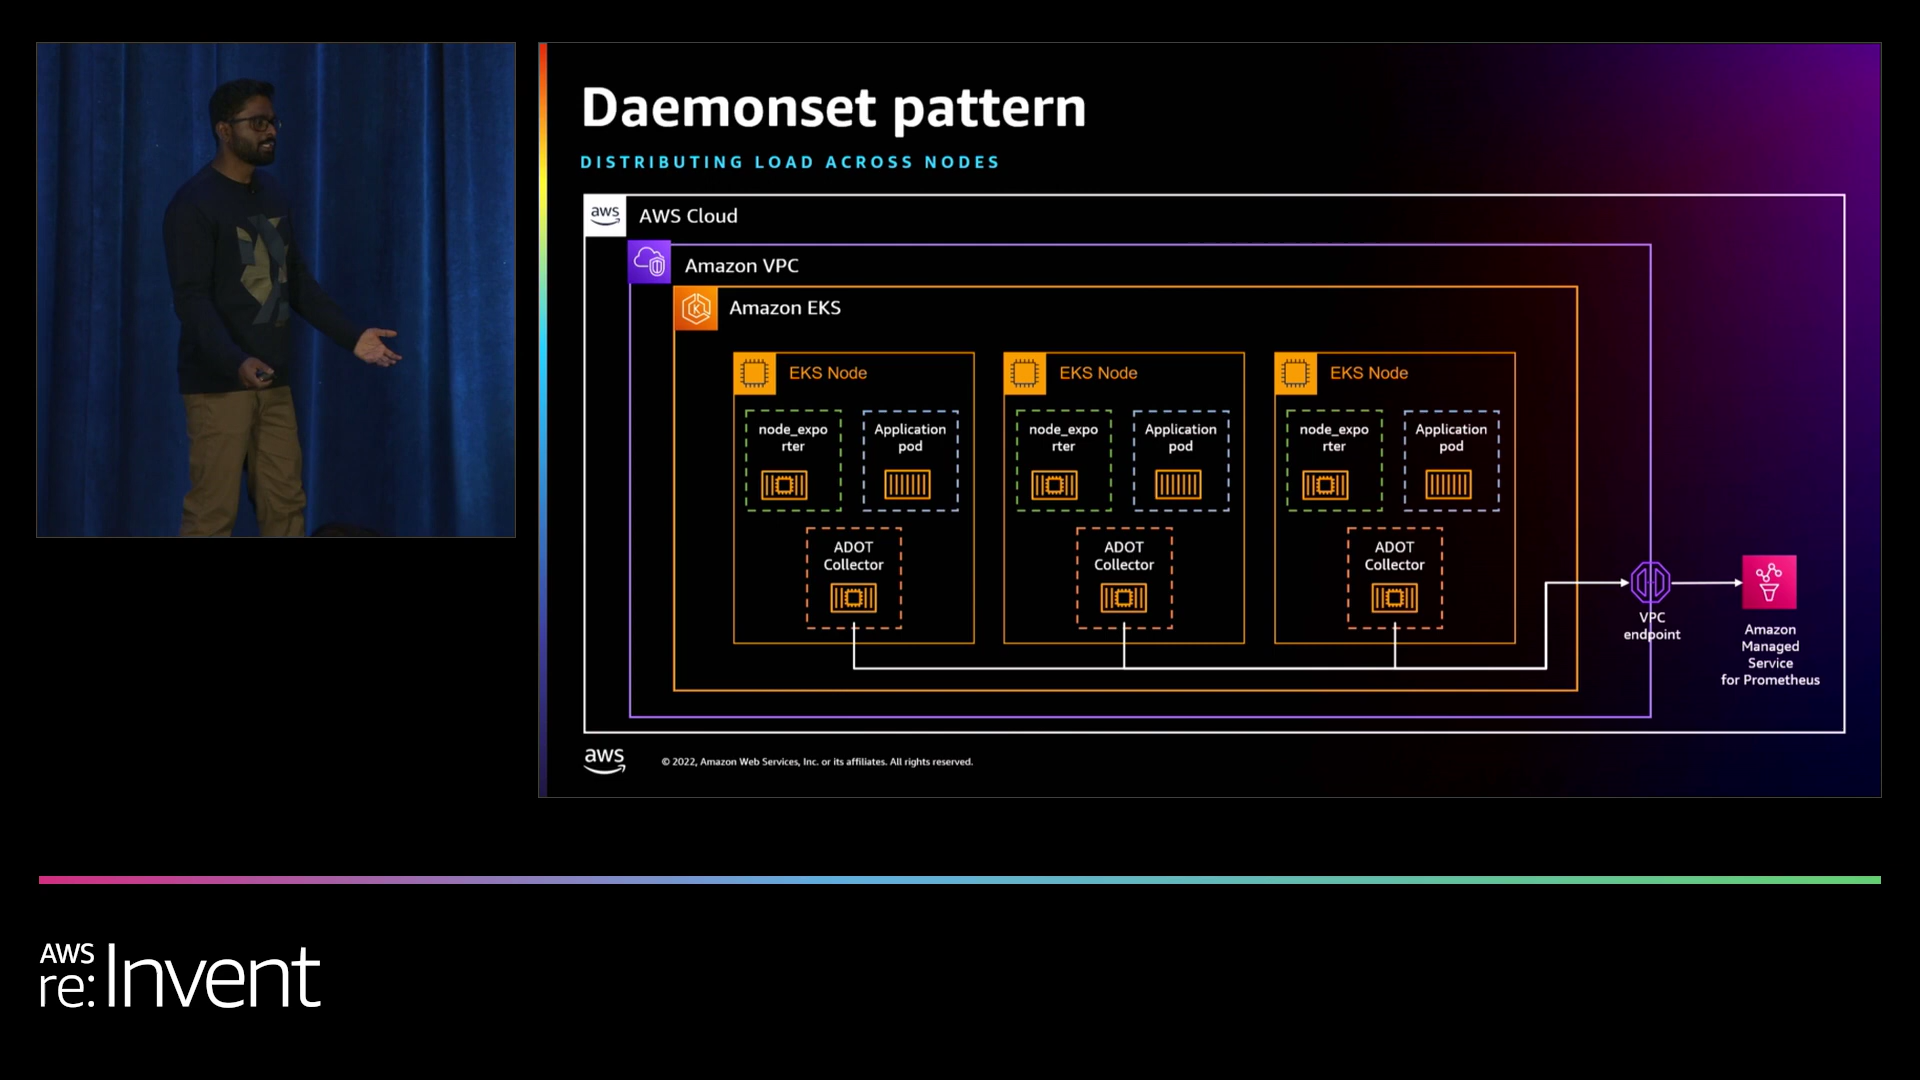 Daemonset pattern
DISTRIBUTING LOAD ACROSS NODES
aws
AWS Cloud
Amazon VPC
Amazon EKS
EKS Node
node_expo
rter
Application
pod
ADOT
Collector
EKS Node
node_expo
rter
Application
pod
ADOT
Collector
EKS Node
node_expo
rter
Application
pod
ADOT
Collector
VPC
endpoint
Amazon
Managed
Service
for Prometheus
aws
© 2022, Amazon Web Services, Inc. or its affiliates. All rights reserved.
AWS
re:Invent